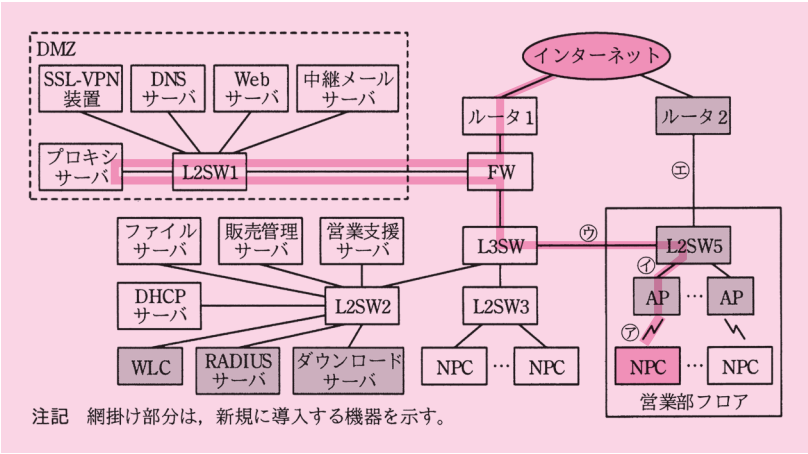 DMZ
SSL-VPN
装置
DNS
サーバ
Web
サーバ
中継メール
サーバ
インターネット
ルータ1
ルータ2
プロキシ
サーバ
L2SW1
FW
㋓
ファイル
サーバ
販売管理
サーバ
営業支援
サーバ
L3SW
㋒
L2SW5
㋑
DHCP
サーバ
L2SW2
L2SW3
AP
…
AP
㋐
WLC
RADIUS
サーバ
ダウンロード
サーバ
NPC
…
NPC
NPC
…
NPC
営業部フロア
注記 網掛け部分は，新規に導入する機器を示す。